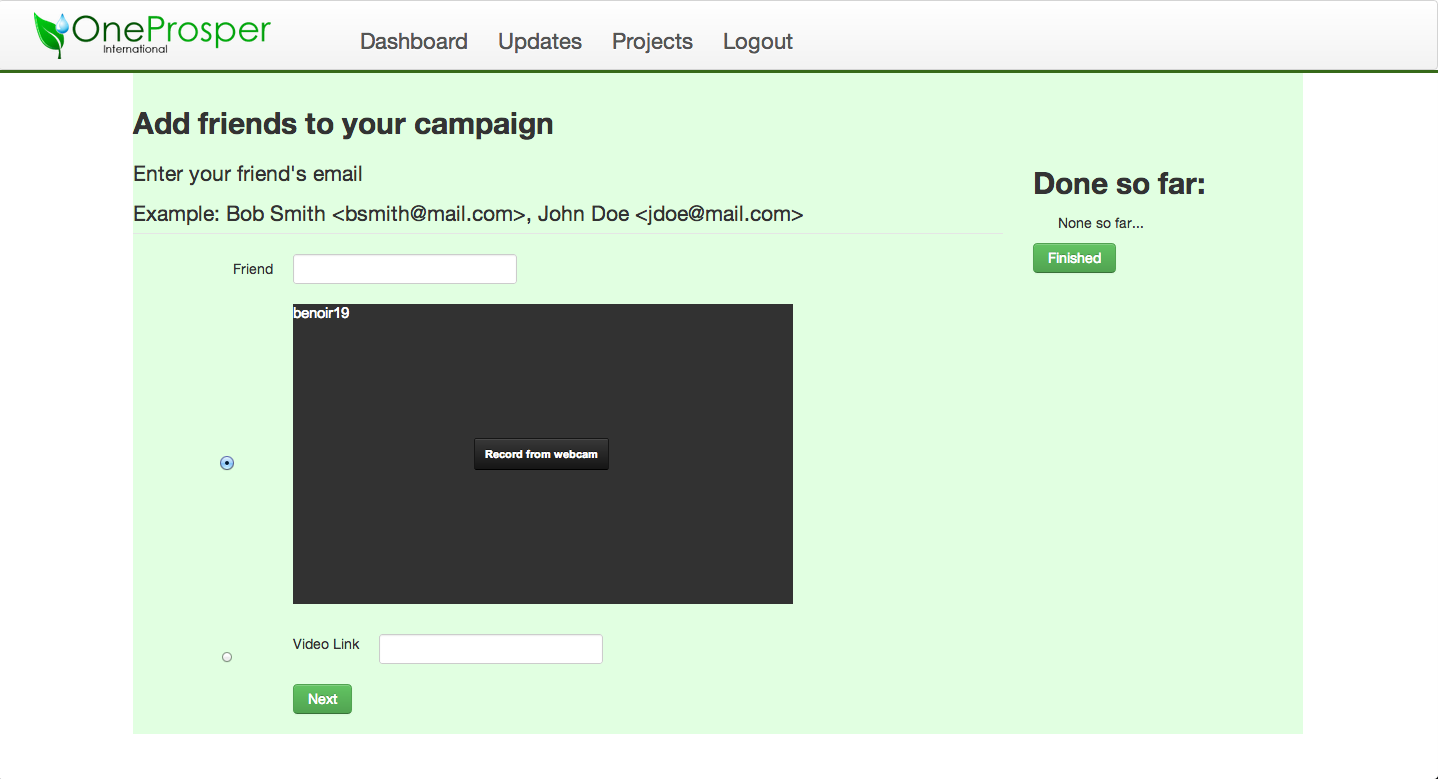 OneProsper
International
Dashboard Updates Projects Logout
Add friends to your campaign
Enter your friend's email
Example: Bob Smith <bsmith@mail.com>, John Doe <jdoe@mail.com>
Done so far:
None so far...
Finished
Friend
benoir19
Record from webcam
Video Link
Next